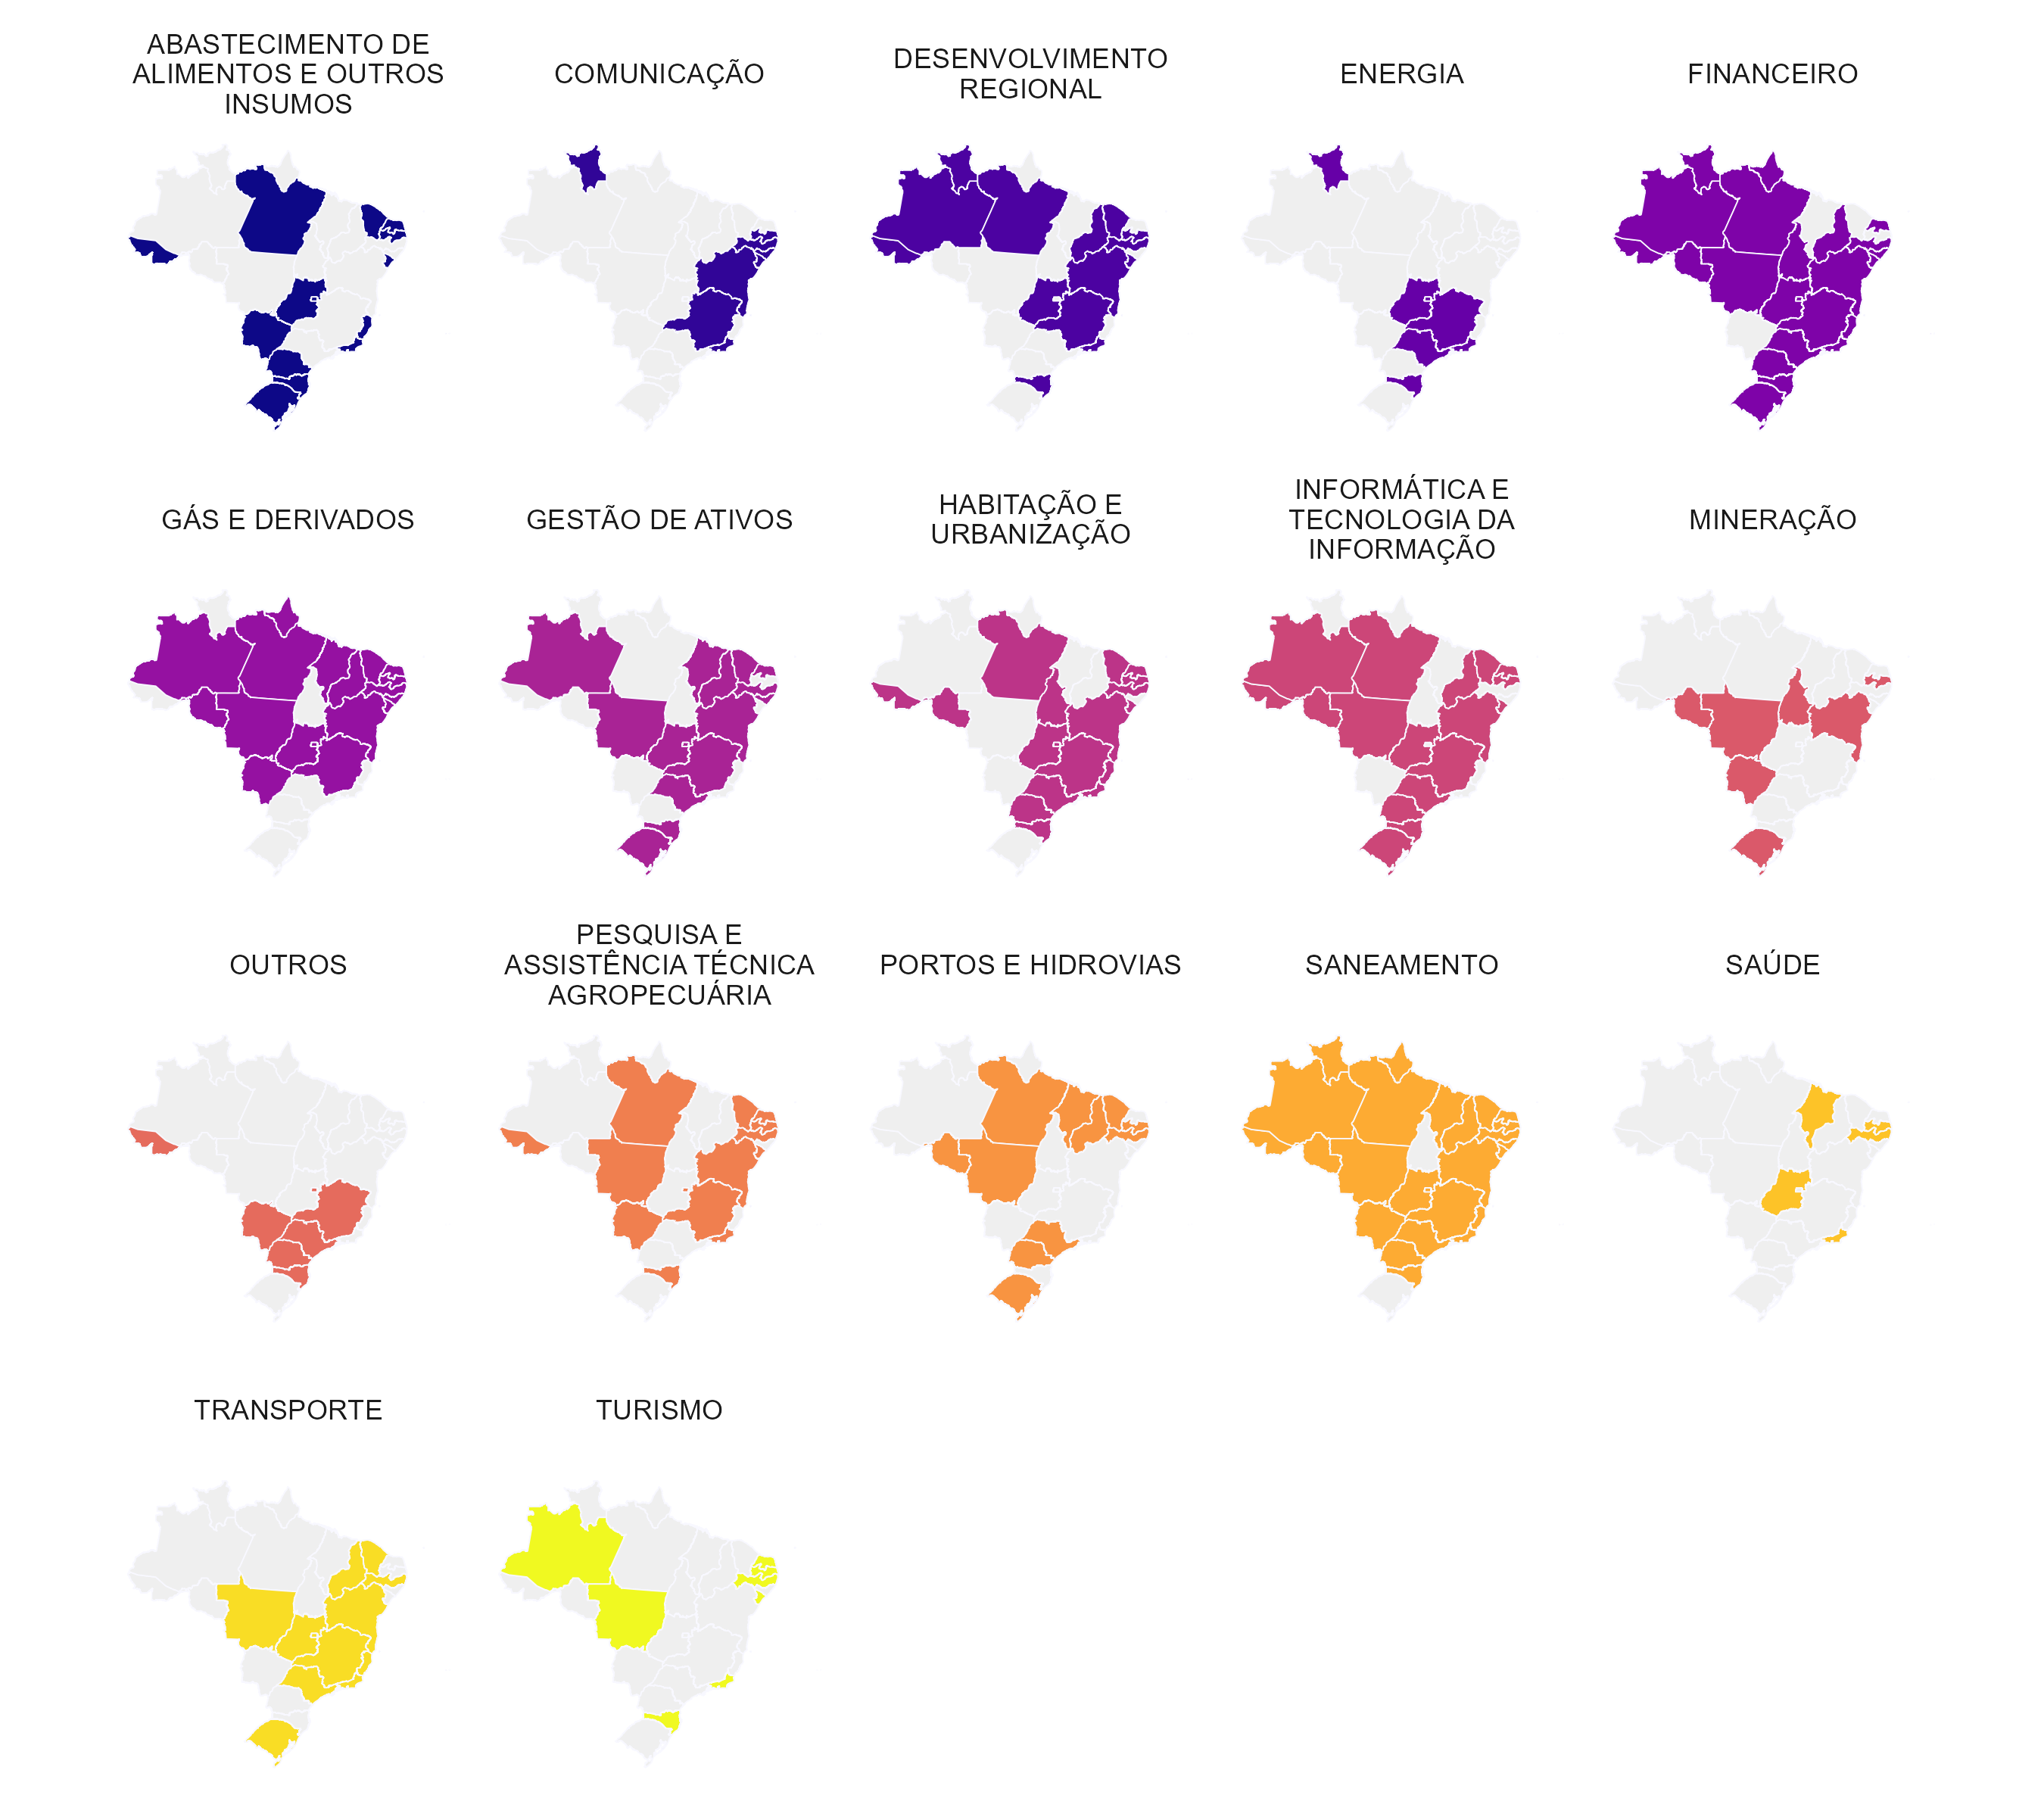 ABASTECIMENTO DE
ALIMENTOS E OUTROS
INSUMOS
COMUNICAÇÃO
DESENVOLVIMENTO
REGIONAL
ENERGIA
FINANCEIRO
GÁS E DERIVADOS
GESTÃO DE ATIVOS
HABITAÇÃO E
URBANIZAÇÃO
INFORMÁTICA E
TECNOLOGIA DA
INFORMAÇÃO
MINERAÇÃO
OUTROS
PESQUISA E
ASSISTÊNCIA TÉCNICA
AGROPECUÁRIA
PORTOS E HIDROVIAS
SANEAMENTO
SAÚDE
TRANSPORTE
TURISMO